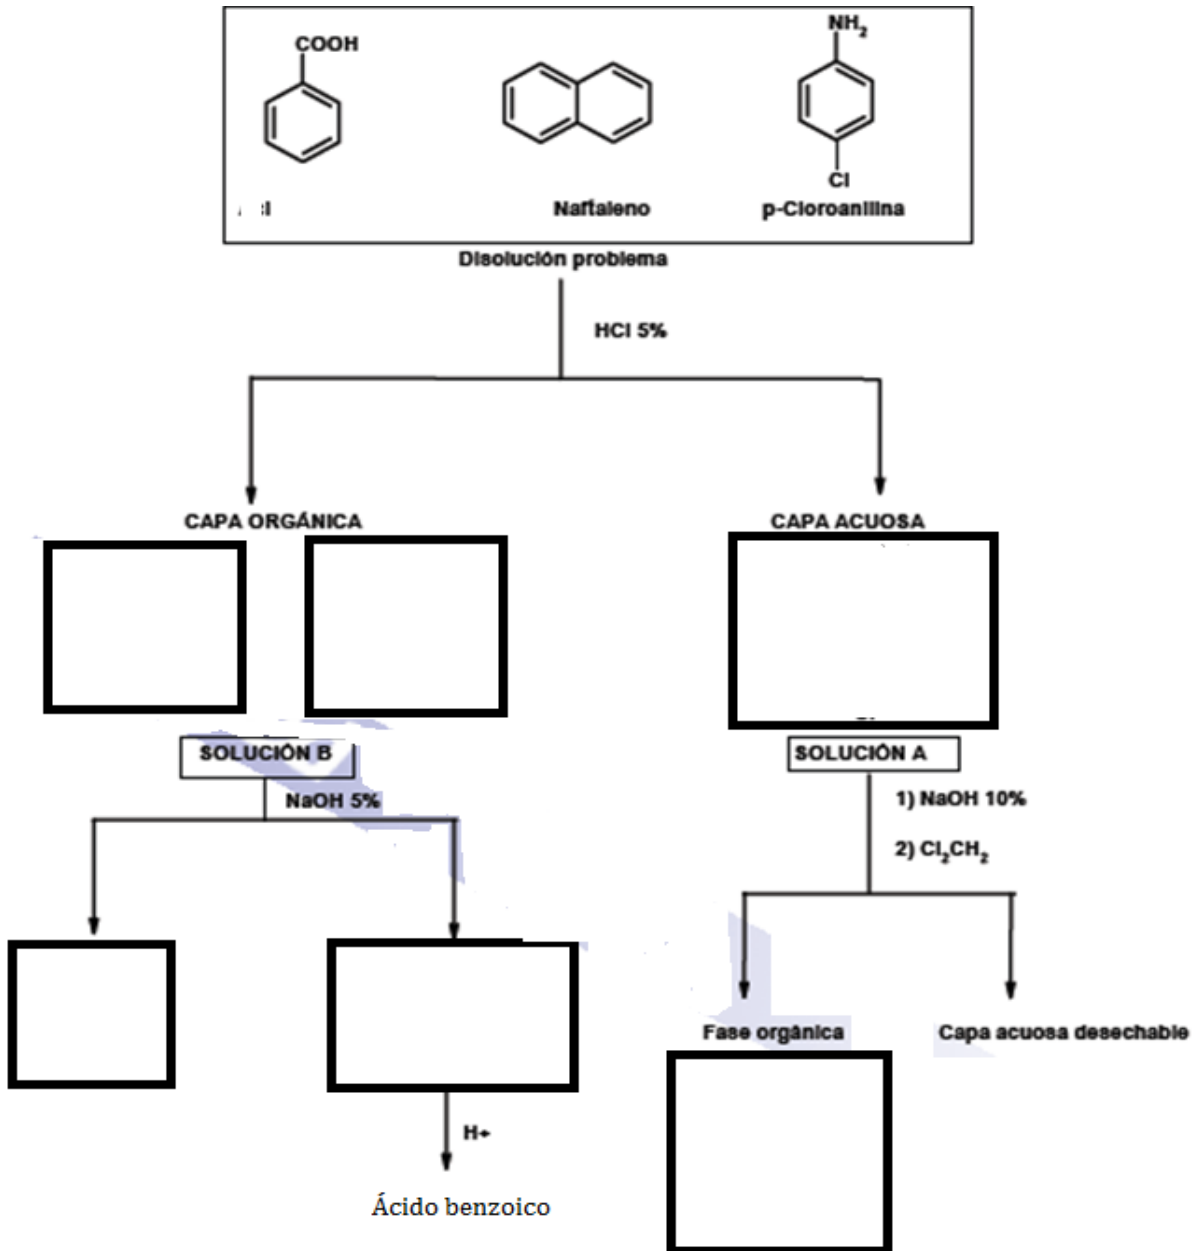 COOH
NH2
Cl
Naftaleno
p-Cloroanilina
Disolución problema
HCl 5%
CAPA ORGÁNICA
CAPA ACUOSA
SOLUCIÓN B
SOLUCIÓN A
NaOH 5%
1) NaOH 10%
2) Cl2CH2
Fase orgánica
Capa acuosa desechable
H+
Ácido benzoico